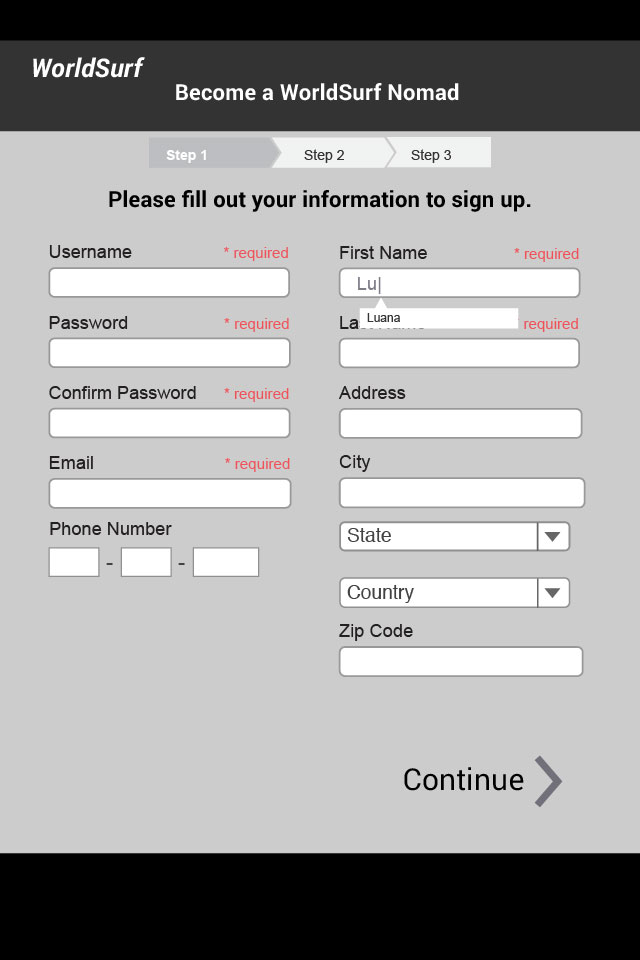 WorldSurf
Become a WorldSurf Nomad
Step 1
Step 2
Step 3
Please fill out your information to sign up.
Username * required
First Name * required
Lu|
Luana
Password * required
Last Name required
Confirm Password * required
Address
Email * required
City
Phone Number
- -
State
Country
Zip Code
Continue